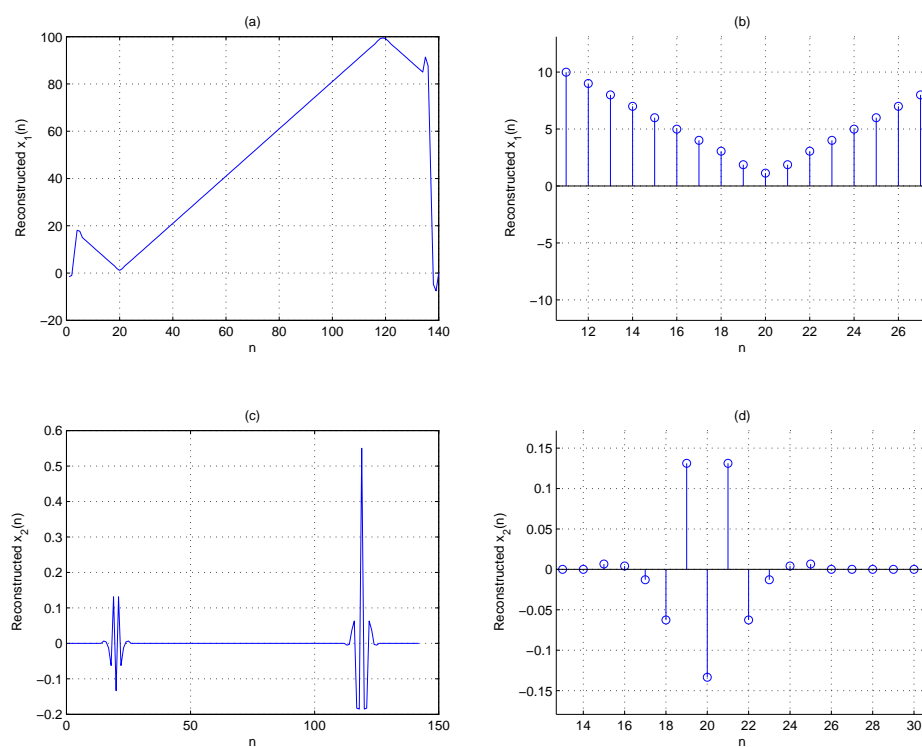 (a)
Reconstructed x₁(n)
100
80
60
40
20
0
−20
0 20 40 60 80 100 120 140
n
(b)
Reconstructed x₁(n)
10
5
0
−5
−10
12 14 16 18 20 22 24 26
n
(c)
Reconstructed x₂(n)
0.6
0.5
0.4
0.3
0.2
0.1
0
−0.1
−0.2
0 50 100 150
n
(d)
Reconstructed x₂(n)
0.15
0.1
0.05
0
−0.05
−0.1
−0.15
14 16 18 20 22 24 26 28 30
n